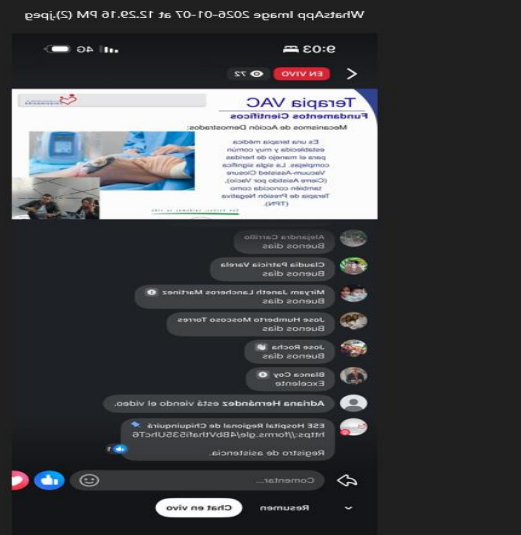 WhatsApp Image 2026-01-07 at 12.29.16 PM (2).jpeg
9:03
4G
EN VIVO
72
Terapia VAC
Fundamentos Científicos
Mecanismos de Acción Demostrados:
Es una terapia médica
establecida y muy común
para el manejo de heridas
complejas. La sigla significa
Vacuum-Assisted Closure
(Cierre Asistido por Vacío),
también conocida como
Terapia de Presión Negativa
(TPN).
Alejandra Carrillo
Buenos días
Claudia Patricia Varela
Buenos días
Miryam Janeth Lancheros Martinez
Buenos días
Jose Humberto Moscoso Torres
Buenos días
Jose Rocha
Buenos días
Blanca Coy
Excelente
Adriana Hernández está viendo el video.
ESE Hospital Regional de Chiquinquirá
Registro de asistencia.
Comentar...
Resumen
Chat en vivo